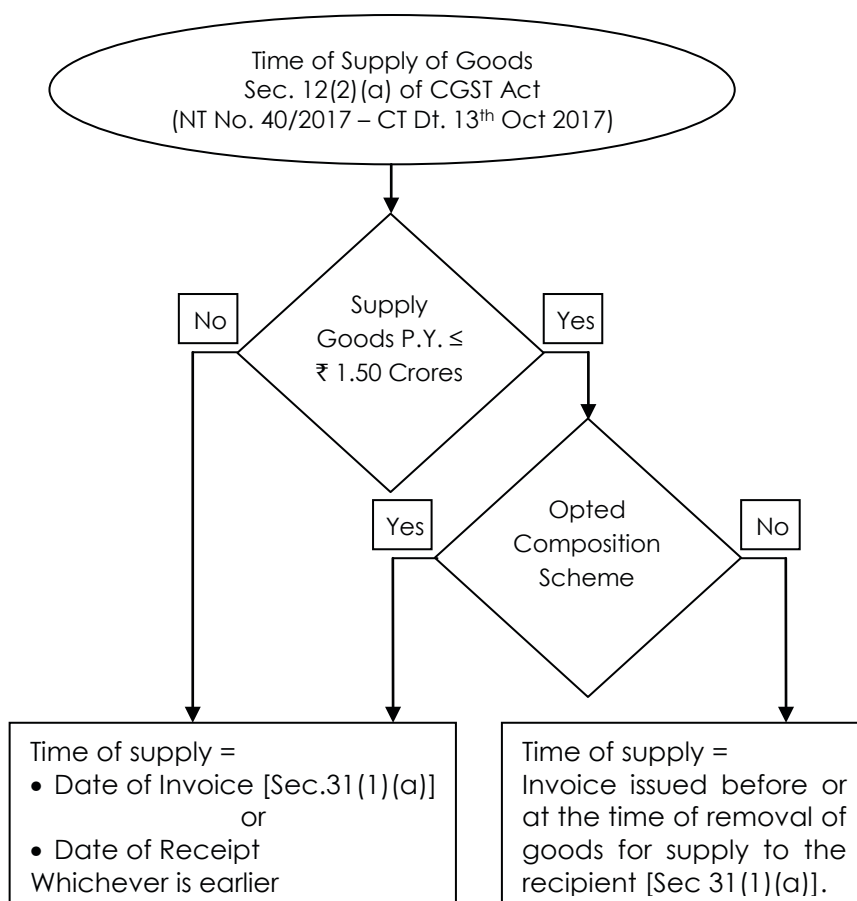 Time of Supply of Goods
Sec. 12(2)(a) of CGST Act
(NT No. 40/2017 – CT Dt. 13th Oct 2017)
No
Supply
Goods P.Y. ≤
₹ 1.50 Crores
Yes
Yes
Opted
Composition
Scheme
No
Time of supply =
• Date of Invoice [Sec.31(1)(a)]
or
• Date of Receipt
Whichever is earlier
Time of supply =
Invoice issued before or
at the time of removal of
goods for supply to the
recipient [Sec 31(1)(a)].